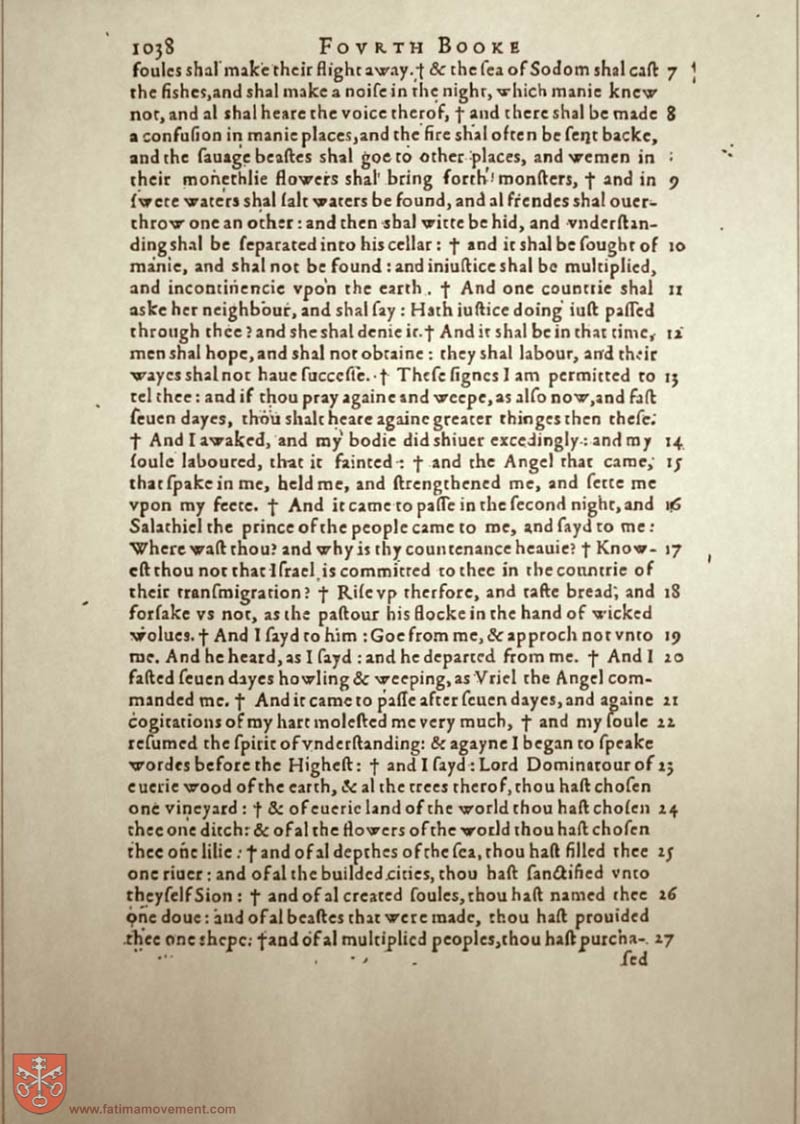 1038 FOVRTH BOOKE
foules shal make their flight away. † & the ſea of Sodom shal caſt 7
the fishes, and shal make a noiſe in the night, which manie knew
not, and al shal heare the voice therof, † and there shal be made 8
a confuſion in manie places, and the fire shal often be ſent backe,
and the ſauage beaſtes shal goe to other places, and wemen in
their monethlie flowers shal bring forth monſters, † and in 9
ſwete waters shal ſalt waters be found, and al frendes shal ouer-
throw one an other: and then shal witte be hid, and vnderſtan-
ding shal be ſeparated into his cellar: † and it shal be ſought of 10
manie, and shal not be found: and iniuſtice shal be multiplied,
and incontinencie vpon the earth. † And one countrie shal 11
aske her neighbour, and shal ſay: Hath iuſtice doing iuſt paſſed
through thee? and she shal denie it. † And it shal be in that time, 12
men shal hope, and shal not obtaine: they shal labour, and their
wayes shal not haue ſucceſſe. † Theſe ſignes I am permitted to 13
tel thee: and if thou pray againe and weepe, as alſo now, and faſt
ſeuen dayes, thou shalt heare againe greater thinges then theſe.
† And I awaked, and my bodie did shiuer excedingly: and my 14
ſoule laboured, that it fainted: † and the Angel that came, 15
that ſpake in me, held me, and ſtrengthened me, and ſette me
vpon my feete. † And it came to paſſe in the ſecond night, and 16
Salathiel the prince of the people came to me, and ſayd to me:
Where waſt thou? and why is thy countenance heauie? † Know- 17
eſt thou not that Iſrael is committed to thee in the countrie of
their tranſmigration? † Riſe vp therfore, and taſte bread, and 18
forſake vs not, as the paſtour his flocke in the hand of wicked
wolues. † And I ſayd to him: Goe from me, & approch not vnto 19
me. And he heard, as I ſayd: and he departed from me. † And I 20
faſted ſeuen dayes howling & weeping, as Vriel the Angel com-
manded me. † And it came to paſſe after ſeuen dayes, and againe 21
cogitations of my hart moleſted me very much, † and my ſoule 22
reſumed the ſpirit of vnderſtanding: & agayne I began to ſpeake
wordes before the Higheſt: † and I ſayd: Lord Dominatour of 23
euerie wood of the earth, & al the trees therof, thou haſt choſen
one vineyard: † & of euerie land of the world thou haſt choſen 24
thee one ditch: & of al the flowers of the world thou haſt choſen
thee one lilie: † and of al depthes of the ſea, thou haſt filled thee 25
one riuer: and of al the builded cities, thou haſt ſanctified vnto
theyſelf Sion: † and of al created foules, thou haſt named thee 26
one doue: and of al beaſtes that were made, thou haſt prouided
thee one shepe: † and of al multiplied peoples, thou haſt purcha- 27
ſed
www.fatimamovement.com